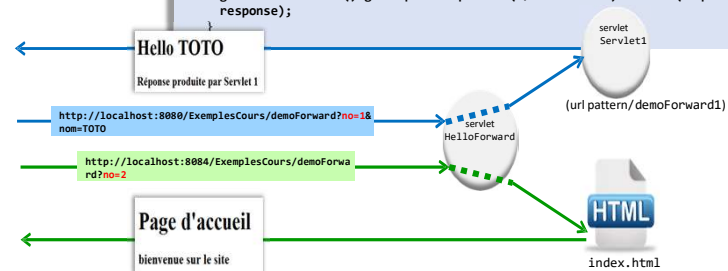 response);
}
Hello TOTO
Réponse produite par Servlet 1
servlet
Servlet1
(url pattern/demoForward1)
http://localhost:8080/ExemplesCours/demoForward?no=1&
nom=TOTO
servlet
HelloForward
http://localhost:8084/ExemplesCours/demoForwa
rd?no=2
Page d'accueil
bienvenue sur le site
HTML
index.html